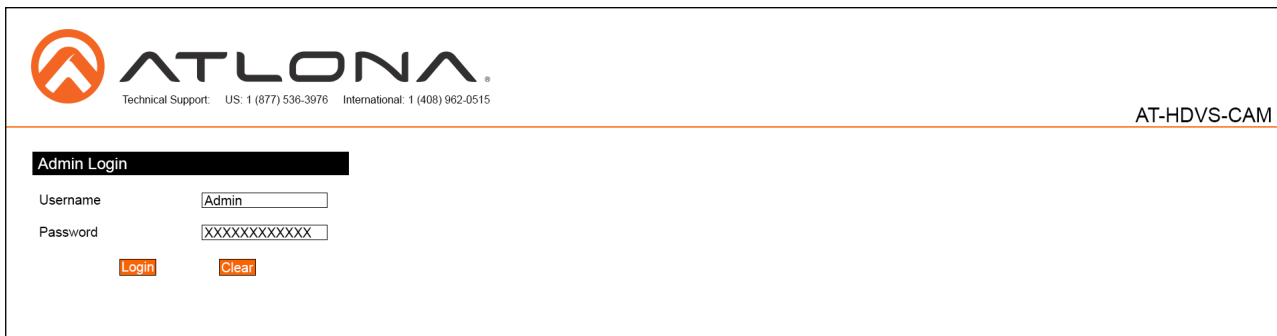 ATLONA®
Technical Support: US: 1 (877) 536-3976 International: 1 (408) 962-0515
AT-HDVS-CAM
Admin Login
Username Admin
Password XXXXXXXXXXXX
Login Clear